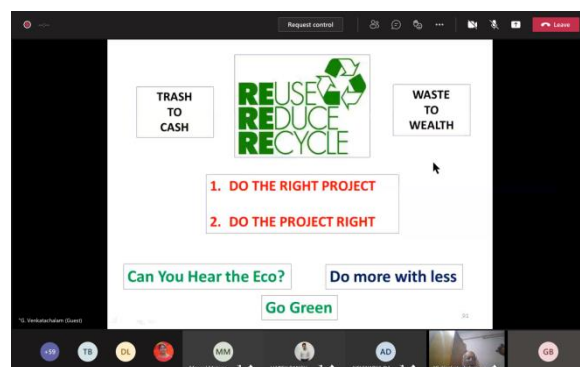 Request control
Leave
TRASH
TO
CASH
REUSE
REDUCE
RECYCLE
WASTE
TO
WEALTH
1. DO THE RIGHT PROJECT
2. DO THE PROJECT RIGHT
Can You Hear the Eco?
Do more with less
Go Green
"G. Venkatachalam (Guest)
+59
TB
DL
MM
AD
GB